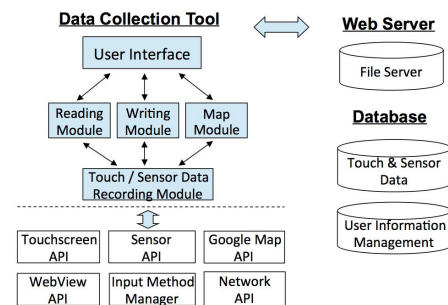 Data Collection Tool
User Interface
Reading Module
Writing Module
Map Module
Touch / Sensor Data
Recording Module
Touchscreen API
Sensor API
Google Map API
WebView API
Input Method Manager
Network API
Web Server
File Server
Database
Touch & Sensor
Data
User Information
Management